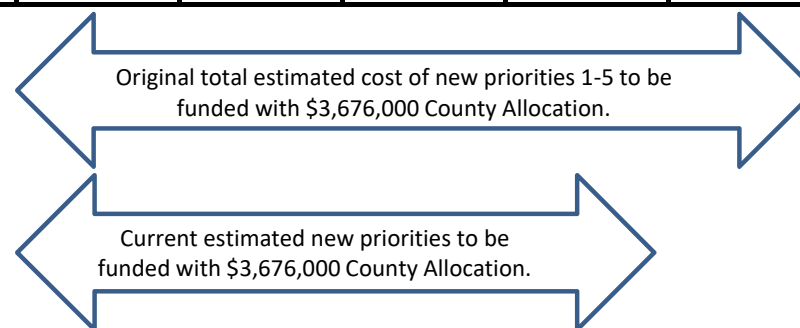 Original total estimated cost of new priorities 1-5 to be
funded with $3,676,000 County Allocation.
Current estimated new priorities to be
funded with $3,676,000 County Allocation.